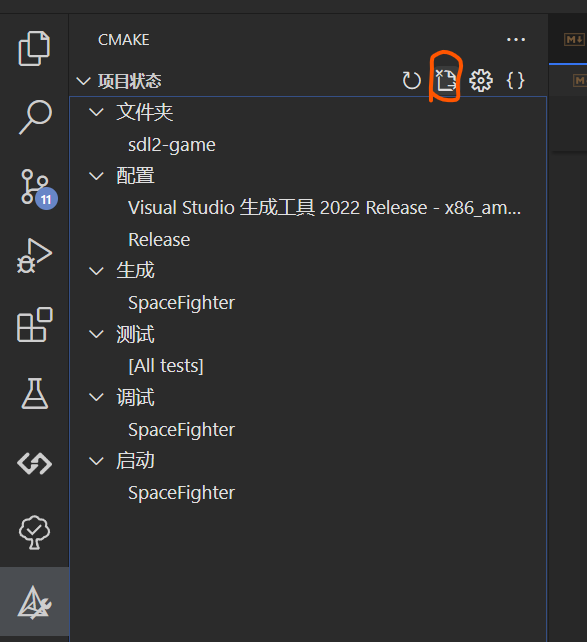 CMAKE
项目状态
文件夹
sdl2-game
配置
Visual Studio 生成工具 2022 Release - x86_am...
Release
11
生成
SpaceFighter
测试
[All tests]
调试
SpaceFighter
启动
SpaceFighter